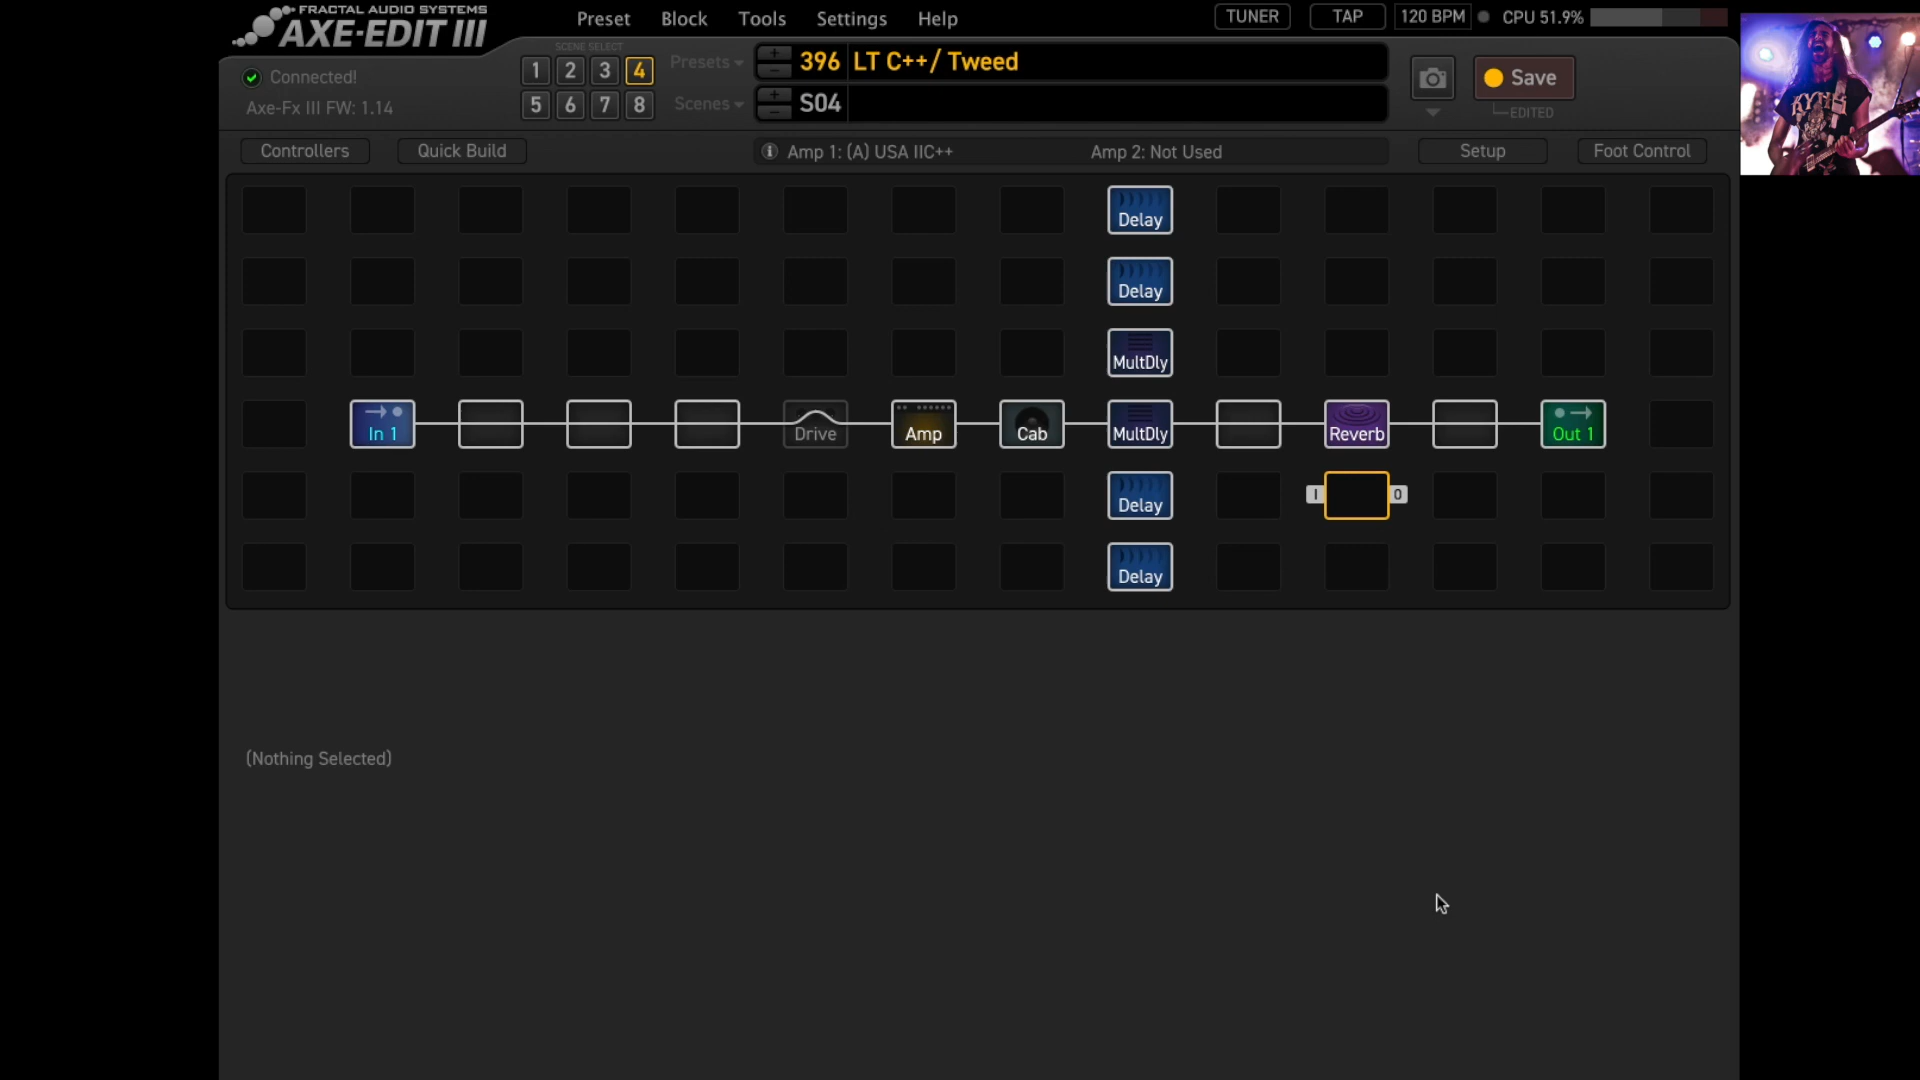 FRACTAL AUDIO SYSTEMS
AXE-EDIT III
Preset Block Tools Settings Help
TUNER TAP 120 BPM CPU 51.9%
SCENE SELECT
1 2 3 4
5 6 7 8
Connected!
Axe-Fx III FW: 1.14
Presets
+
-
396 LT C++/ Tweed
Scenes
+
-
S04
Save
EDITED
Controllers Quick Build
Amp 1: (A) USA IIC++ Amp 2: Not Used
Setup Foot Control
Delay
Delay
MultDly
In 1 Drive Amp Cab MultDly Reverb Out 1
Delay
I O
Delay
(Nothing Selected)